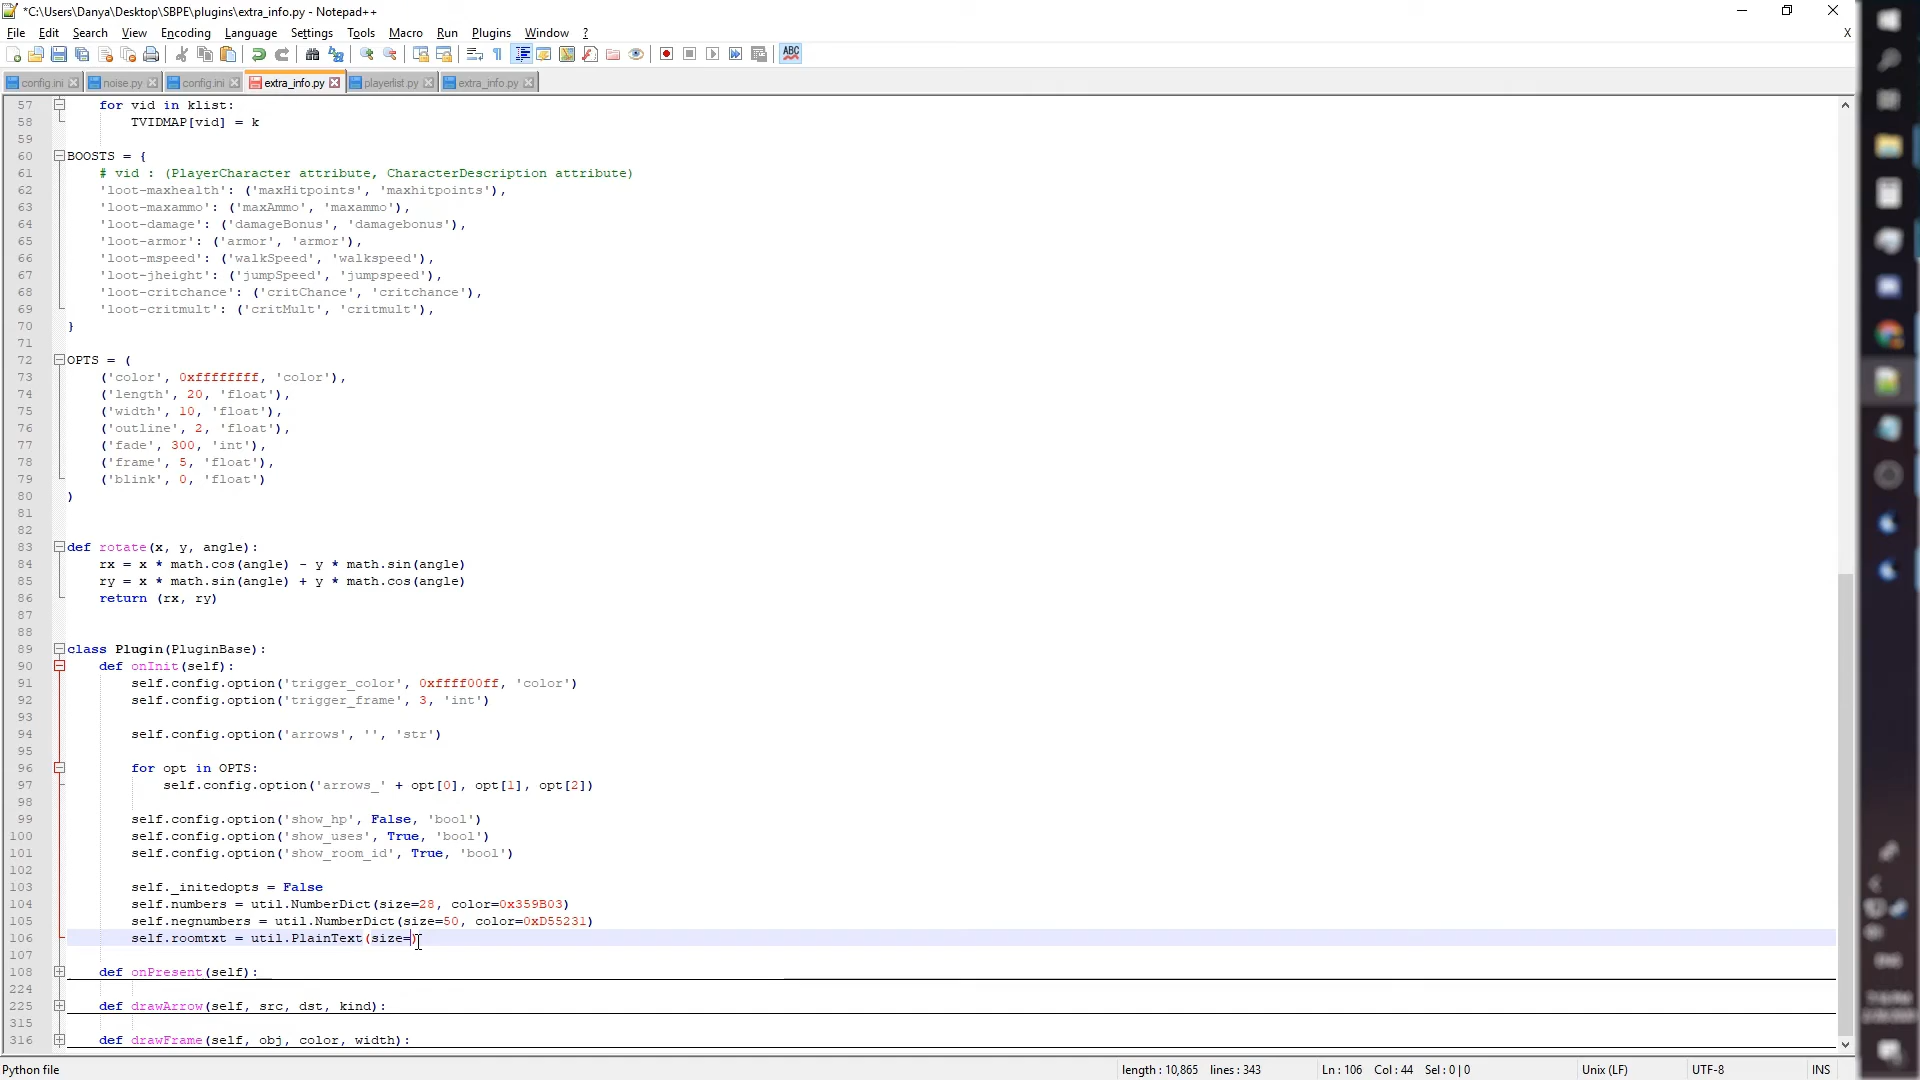 *C:\Users\Danya\Desktop\SBPE\plugins\extra_info.py - Notepad++
File Edit Search View Encoding Language Settings Tools Macro Run Plugins Window ? X
config.ini noise.py config.ini extra_info.py playerlist.py extra_info.py
57 for vid in klist:
58 TVIDMAP[vid] = k
59
60 BOOSTS = {
61 # vid : (PlayerCharacter attribute, CharacterDescription attribute)
62 'loot-maxhealth': ('maxHitpoints', 'maxhitpoints'),
63 'loot-maxammo': ('maxAmmo', 'maxammo'),
64 'loot-damage': ('damageBonus', 'damagebonus'),
65 'loot-armor': ('armor', 'armor'),
66 'loot-mspeed': ('walkSpeed', 'walkspeed'),
67 'loot-jheight': ('jumpSpeed', 'jumpspeed'),
68 'loot-critchance': ('critChance', 'critchance'),
69 'loot-critmult': ('critMult', 'critmult'),
70 }
71
72 OPTS = (
73 ('color', 0xffffffff, 'color'),
74 ('length', 20, 'float'),
75 ('width', 10, 'float'),
76 ('outline', 2, 'float'),
77 ('fade', 300, 'int'),
78 ('frame', 5, 'float'),
79 ('blink', 0, 'float')
80 )
81
82
83 def rotate(x, y, angle):
84 rx = x * math.cos(angle) - y * math.sin(angle)
85 ry = x * math.sin(angle) + y * math.cos(angle)
86 return (rx, ry)
87
88
89 class Plugin(PluginBase):
90 def onInit(self):
91 self.config.option('trigger_color', 0xffff00ff, 'color')
92 self.config.option('trigger_frame', 3, 'int')
93
94 self.config.option('arrows', '', 'str')
95
96 for opt in OPTS:
97 self.config.option('arrows_' + opt[0], opt[1], opt[2])
98
99 self.config.option('show_hp', False, 'bool')
100 self.config.option('show_uses', True, 'bool')
101 self.config.option('show_room_id', True, 'bool')
102
103 self._initedopts = False
104 self.numbers = util.NumberDict(size=28, color=0x359B03)
105 self.negnumbers = util.NumberDict(size=50, color=0xD55231)
106 self.roomtxt = util.PlainText(size=)
107
108 def onPresent(self):
224
225 def drawArrow(self, src, dst, kind):
315
316 def drawFrame(self, obj, color, width):
Python file length : 10,865 lines : 343 Ln : 106 Col : 44 Sel : 0 | 0 Unix (LF) UTF-8 INS